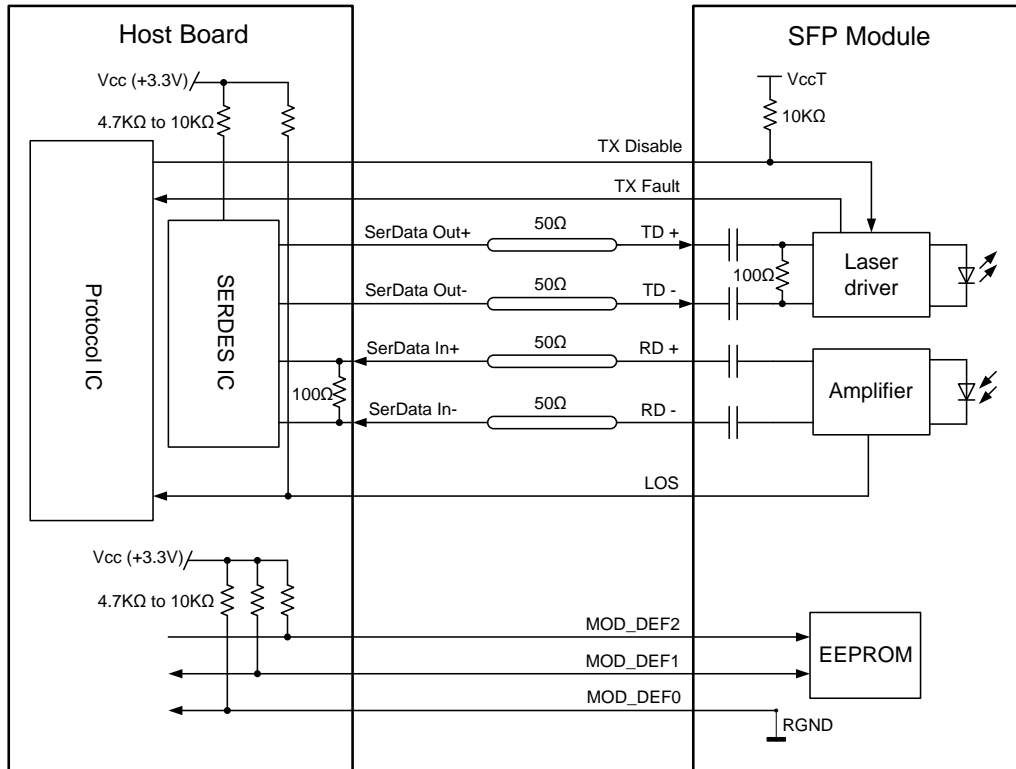 Host Board
SFP Module
Vcc (+3.3V)
VccT
4.7KΩ to 10KΩ
10KΩ
TX Disable
TX Fault
SerData Out+
50Ω
TD +
Laser
driver
100Ω
SerData Out-
50Ω
TD -
Protocol IC
SERDES IC
SerData In+
50Ω
RD +
Amplifier
100Ω
SerData In-
50Ω
RD -
LOS
Vcc (+3.3V)
4.7KΩ to 10KΩ
MOD_DEF2
EEPROM
MOD_DEF1
MOD_DEF0
RGND